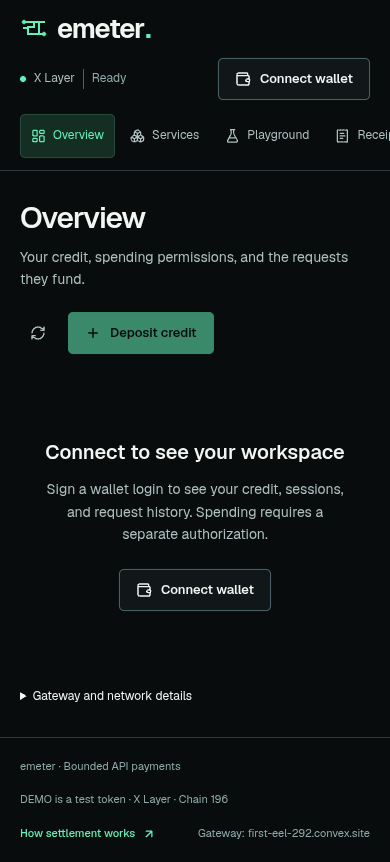 emeter.
X Layer Ready Connect wallet
Overview Services Playground
Overview
Your credit, spending permissions, and the requests
they fund.
Deposit credit
Connect to see your workspace
Sign a wallet login to see your credit, sessions,
and request history. Spending requires a
separate authorization.
Connect wallet
Gateway and network details
emeter · Bounded API payments
DEMO is a test token · X Layer · Chain 196
How settlement works Gateway: first-eel-292.convex.site